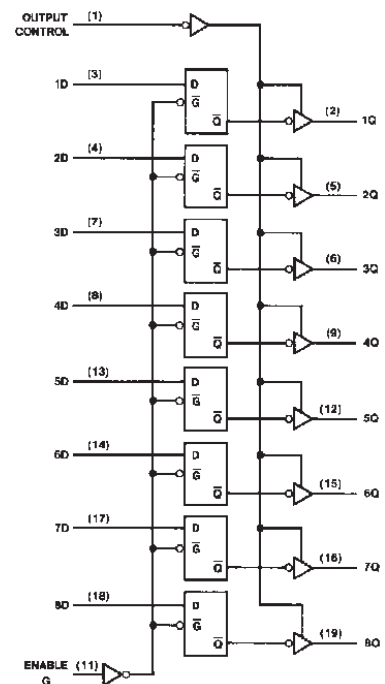 OUTPUT (1)
CONTROL
1D (3) D
G
Q (2) 1Q
2D (4) D
G
Q (5) 2Q
3D (7) D
G
Q (6) 3Q
4D (8) D
G
Q (9) 4Q
5D (13) D
G
Q (12) 5Q
6D (14) D
G
Q (15) 6Q
7D (17) D
G
Q (16) 7Q
8D (18) D
G
Q (19) 8Q
ENABLE (11)
G